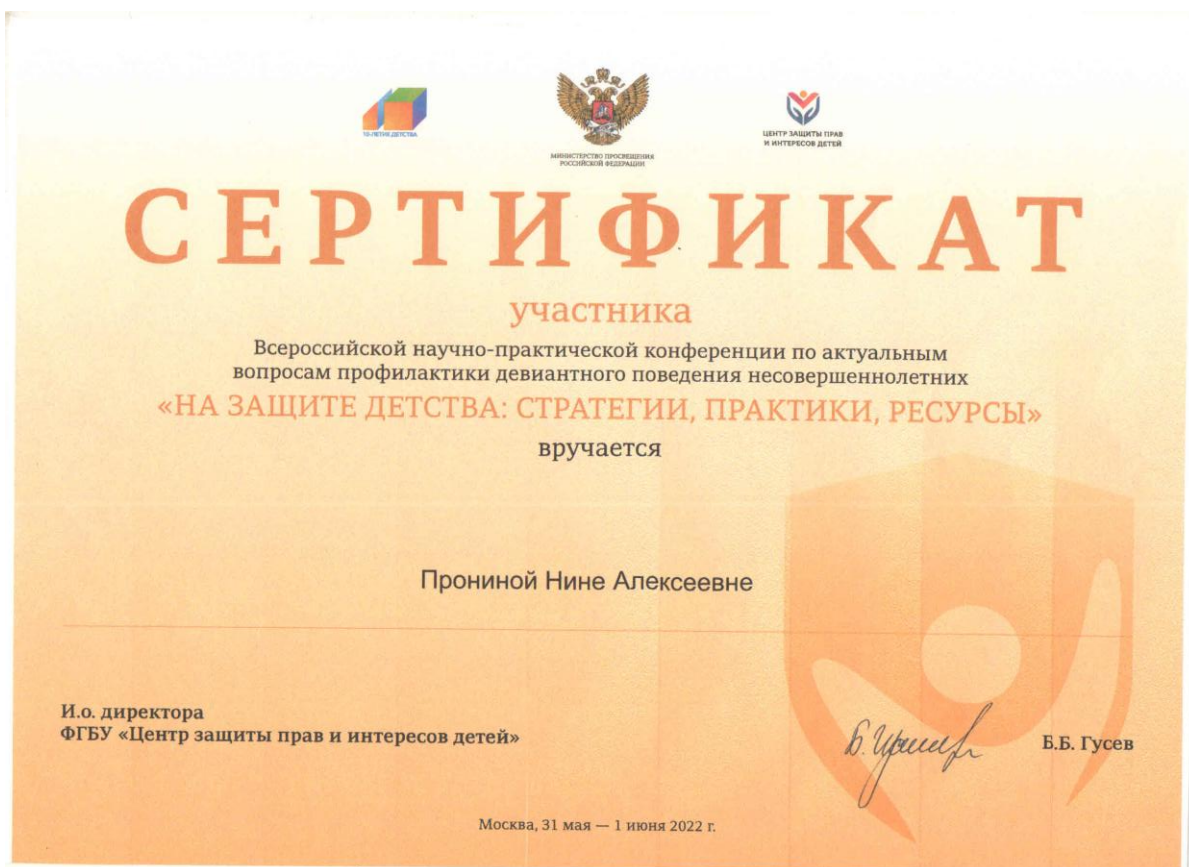 10-ЛЕТИЕ ДЕТСТВА
МИНИСТЕРСТВО ПРОСВЕЩЕНИЯ
РОССИЙСКОЙ ФЕДЕРАЦИИ
ЦЕНТР ЗАЩИТЫ ПРАВ
И ИНТЕРЕСОВ ДЕТЕЙ
СЕРТИФИКАТ
участника
Всероссийской научно-практической конференции по актуальным
вопросам профилактики девиантного поведения несовершеннолетних
«НА ЗАЩИТЕ ДЕТСТВА: СТРАТЕГИИ, ПРАКТИКИ, РЕСУРСЫ»
вручается
Прониной Нине Алексеевне
И.о. директора
ФГБУ «Центр защиты прав и интересов детей»
Б.Б. Гусев
Москва, 31 мая — 1 июня 2022 г.